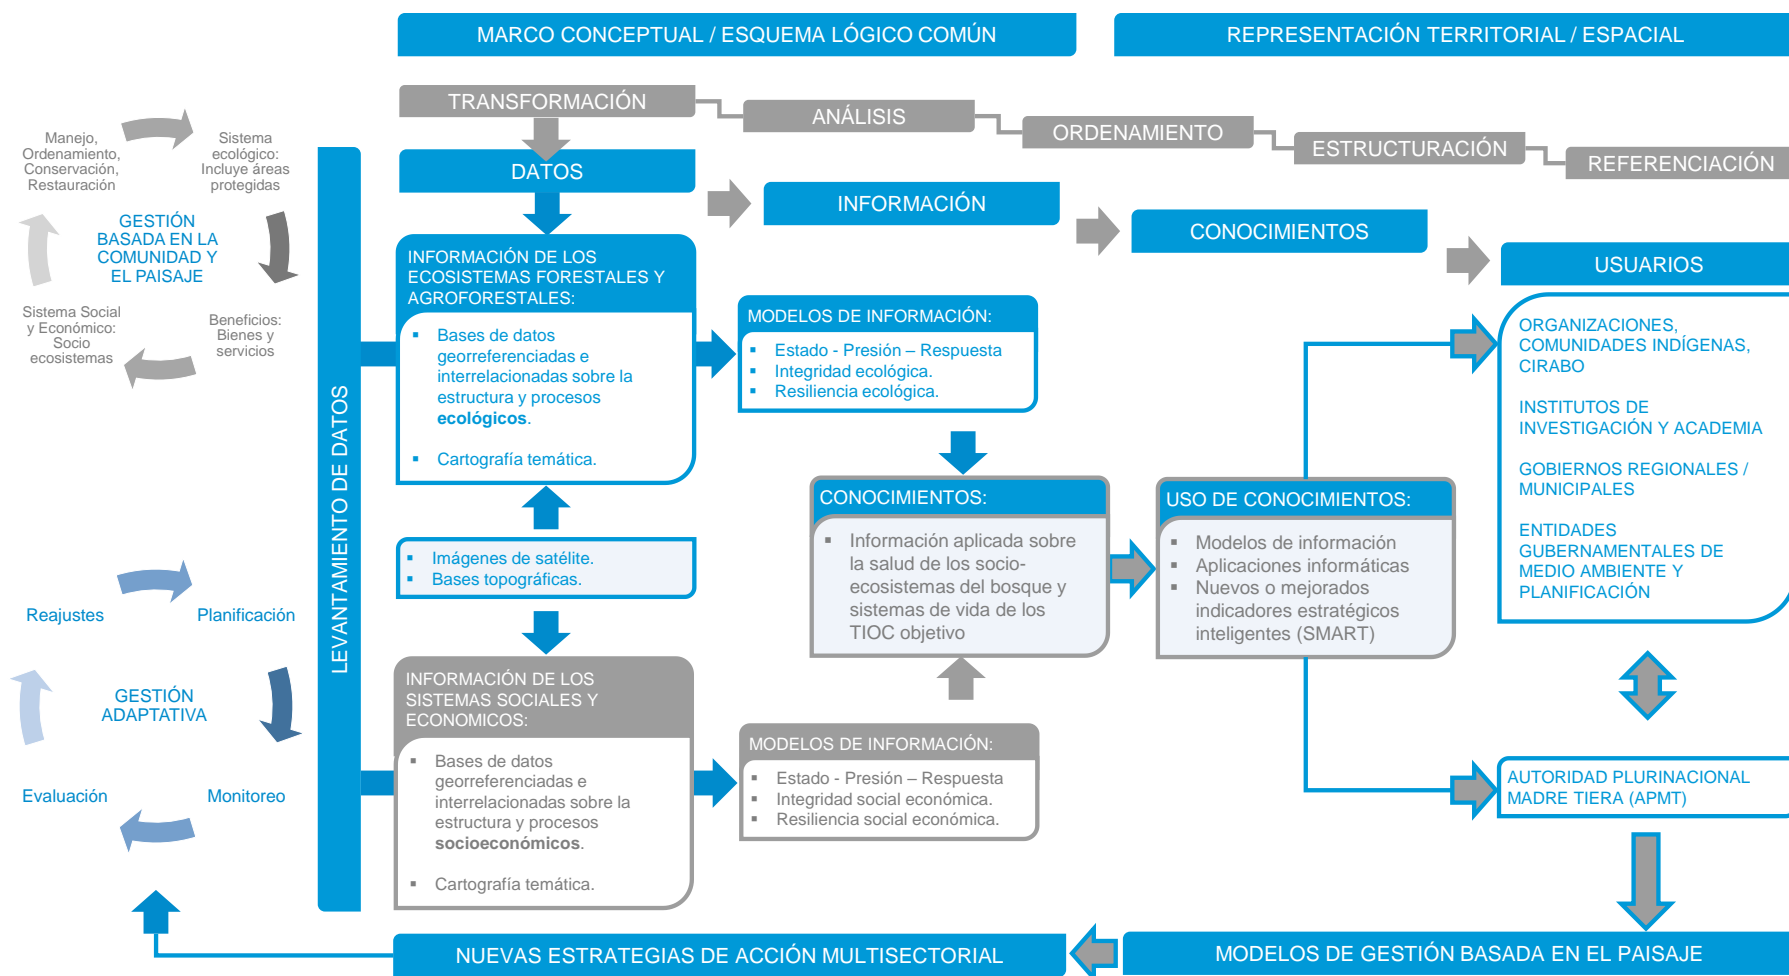 MARCO CONCEPTUAL / ESQUEMA LÓGICO COMÚN
REPRESENTACIÓN TERRITORIAL / ESPACIAL
TRANSFORMACIÓN
ANÁLISIS
ORDENAMIENTO
ESTRUCTURACIÓN
REFERENCIACIÓN
DATOS
INFORMACIÓN
CONOCIMIENTOS
USUARIOS
Manejo,
Ordenamiento,
Conservación,
Restauración
Sistema
ecológico:
Incluye áreas
protegidas
GESTIÓN
BASADA EN LA
COMUNIDAD Y
EL PAISAJE
Sistema Social
y Económico:
Socio
ecosistemas
Beneficios:
Bienes y
servicios
Reajustes
Planificación
GESTIÓN
ADAPTATIVA
Evaluación
Monitoreo
LEVANTAMIENTO DE DATOS
INFORMACIÓN DE LOS
ECOSISTEMAS FORESTALES Y
AGROFORESTALES:
▪ Bases de datos
georreferenciadas e
interrelacionadas sobre la
estructura y procesos
ecológicos.
▪ Cartografía temática.
▪ Imágenes de satélite.
▪ Bases topográficas.
INFORMACIÓN DE LOS
SISTEMAS SOCIALES Y
ECONOMICOS:
▪ Bases de datos
georreferenciadas e
interrelacionadas sobre la
estructura y procesos
socioeconómicos.
▪ Cartografía temática.
MODELOS DE INFORMACIÓN:
▪ Estado - Presión – Respuesta
▪ Integridad ecológica.
▪ Resiliencia ecológica.
CONOCIMIENTOS:
▪ Información aplicada sobre
la salud de los socio-
ecosistemas del bosque y
sistemas de vida de los
TIOC objetivo
MODELOS DE INFORMACIÓN:
▪ Estado - Presión – Respuesta
▪ Integridad social económica.
▪ Resiliencia social económica.
USO DE CONOCIMIENTOS:
▪ Modelos de información
▪ Aplicaciones informáticas
▪ Nuevos o mejorados
indicadores estratégicos
inteligentes (SMART)
ORGANIZACIONES,
COMUNIDADES INDÍGENAS,
CIRABO
INSTITUTOS DE
INVESTIGACIÓN Y ACADEMIA
GOBIERNOS REGIONALES /
MUNICIPALES
ENTIDADES
GUBERNAMENTALES DE
MEDIO AMBIENTE Y
PLANIFICACIÓN
AUTORIDAD PLURINACIONAL
MADRE TIERA (APMT)
NUEVAS ESTRATEGIAS DE ACCIÓN MULTISECTORIAL
MODELOS DE GESTIÓN BASADA EN EL PAISAJE